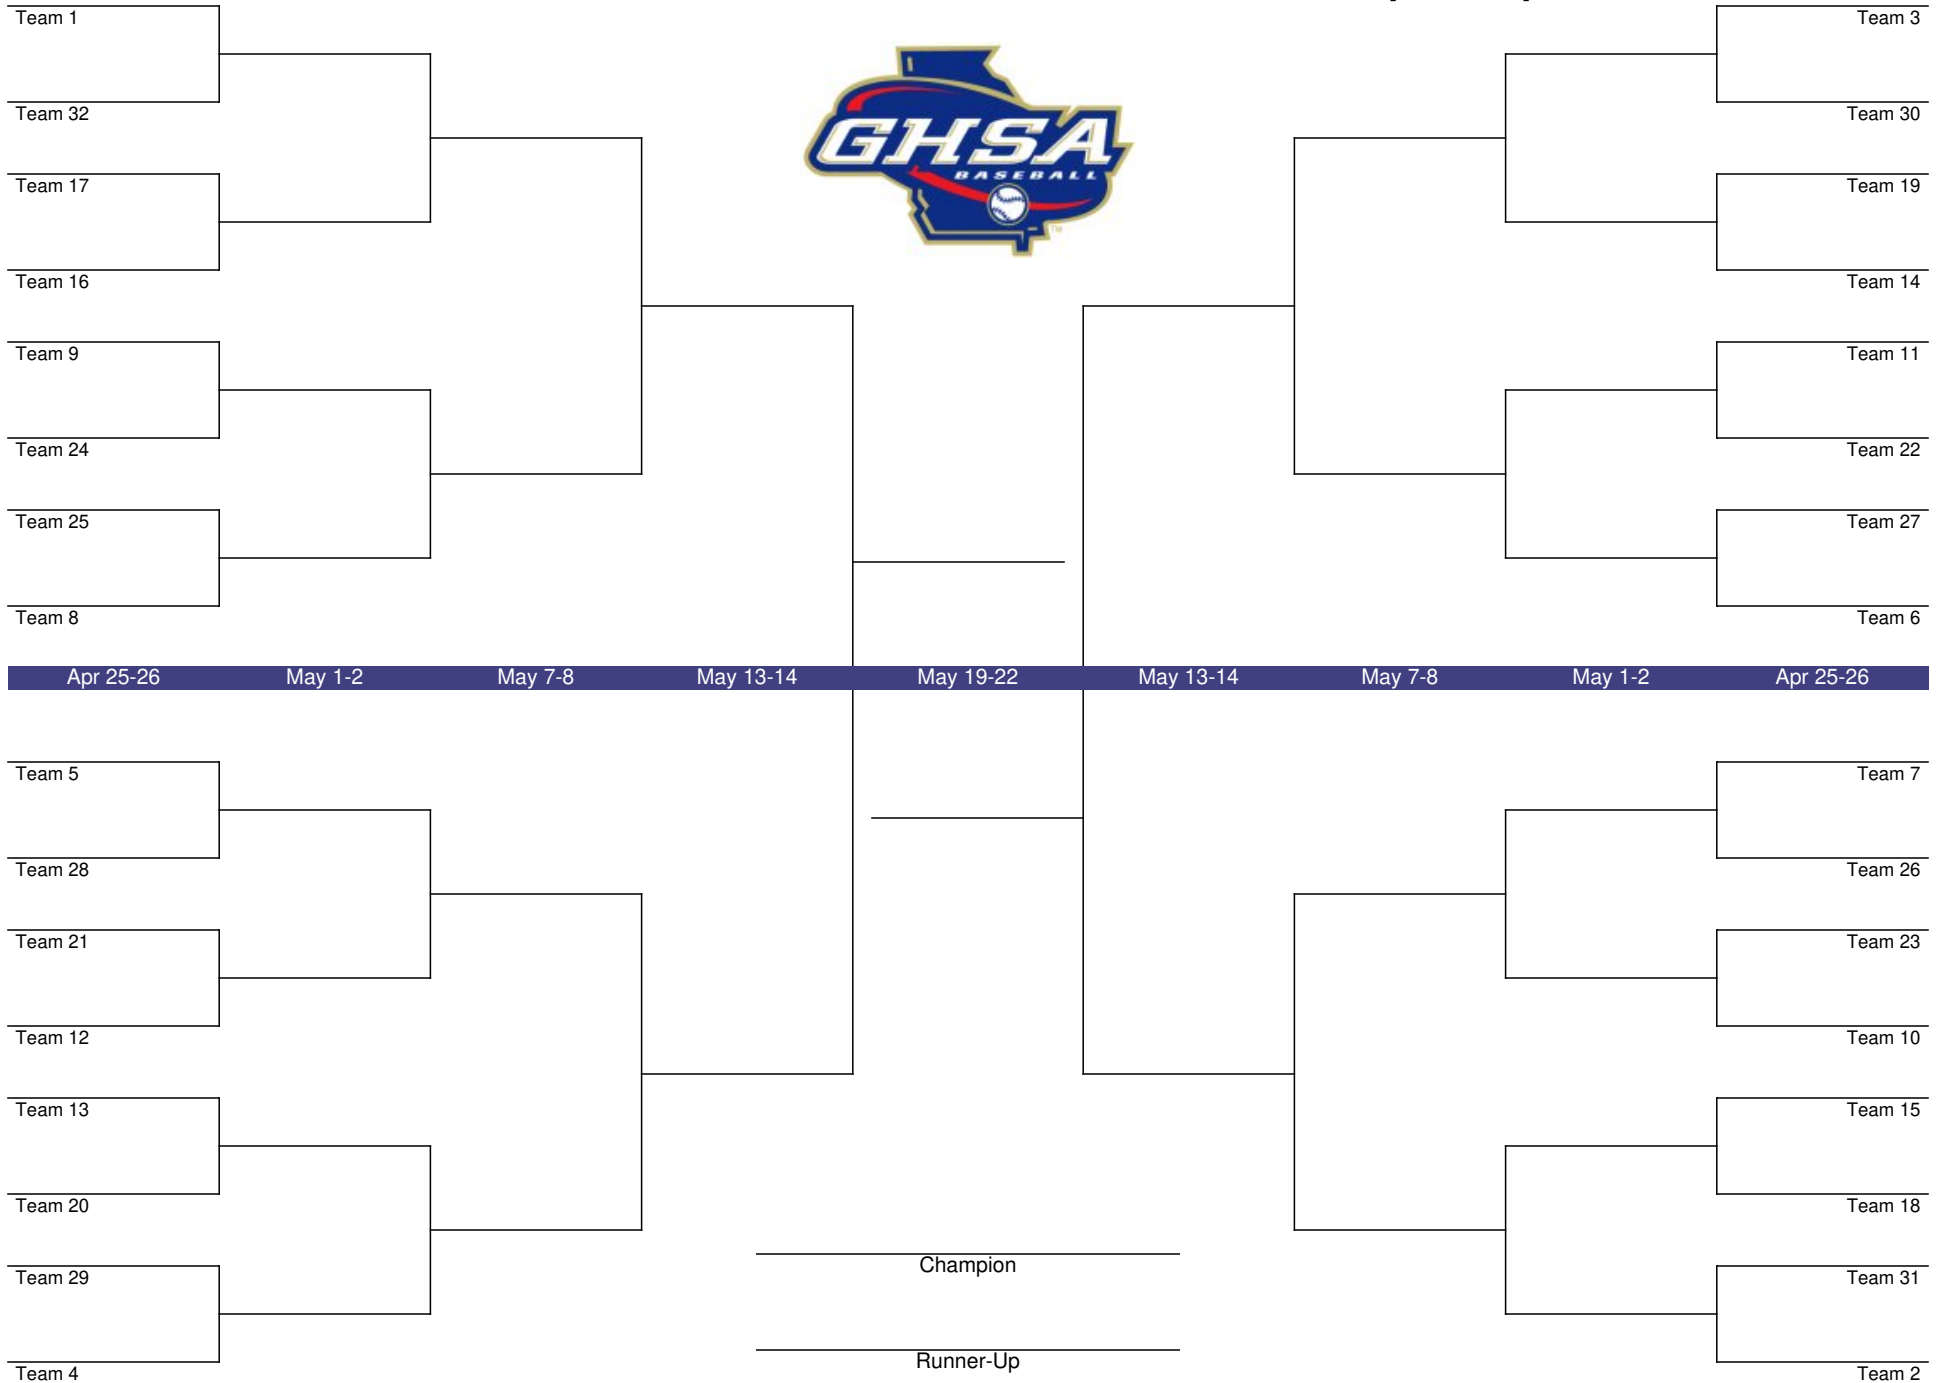 Team 1
Team 32
Team 17
Team 16
Team 9
Team 24
Team 25
Team 8
GHSA
BASEBALL
TM
Team 3
Team 30
Team 19
Team 14
Team 11
Team 22
Team 27
Team 6
Apr 25-26 May 1-2 May 7-8 May 13-14 May 19-22 May 13-14 May 7-8 May 1-2 Apr 25-26
Team 5
Team 28
Team 21
Team 12
Team 13
Team 20
Team 29
Team 4
Champion
Runner-Up
Team 7
Team 26
Team 23
Team 10
Team 15
Team 18
Team 31
Team 2